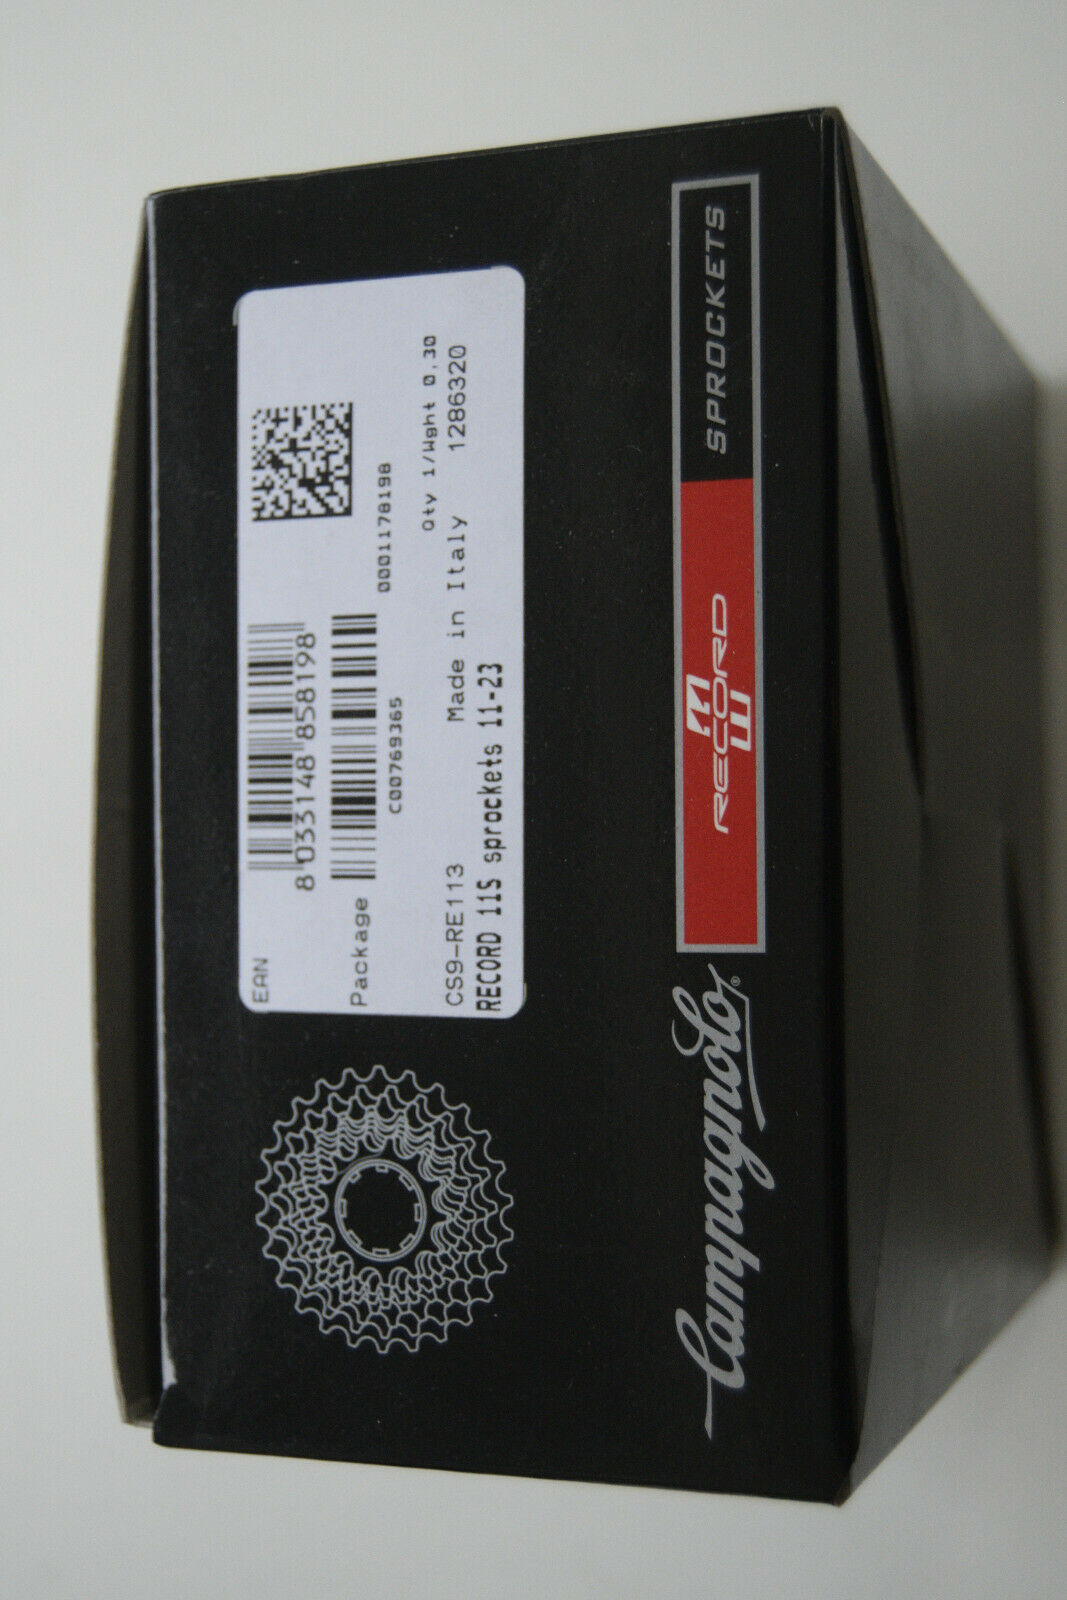 EAN
8 033148 858198
Package
C00769365
0001178198
Qty 1/Wght 0,30
CS9-RE113 Made in Italy 1286320
RECORD 11S sprockets 11-23
Campagnolo®
RECORD
SPROCKETS